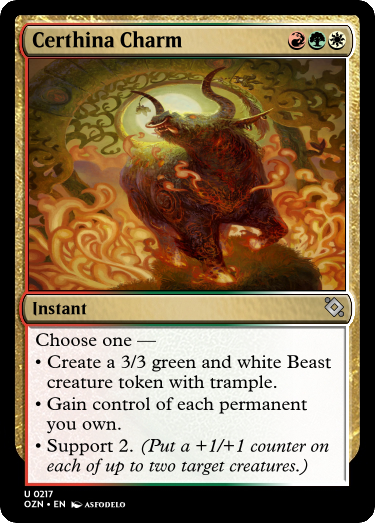 Certhina Charm
Instant
Choose one —
• Create a 3/3 green and white Beast
creature token with trample.
• Gain control of each permanent
you own.
• Support 2. (Put a +1/+1 counter on
each of up to two target creatures.)
U 0217
OZN • EN ASFODELO